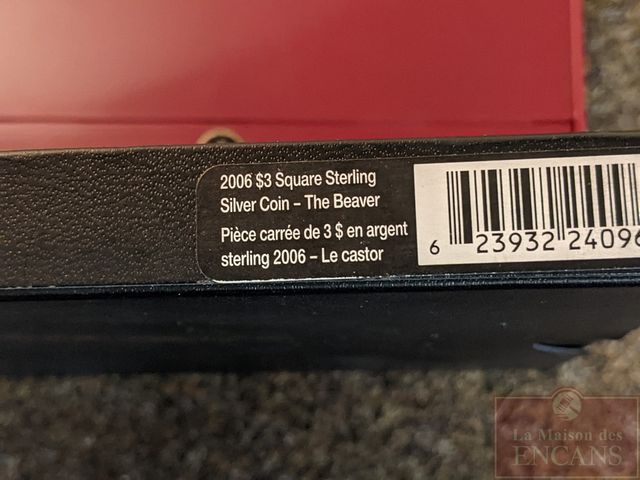 2006 $3 Square Sterling
Silver Coin – The Beaver
Pièce carrée de 3 $ en argent
sterling 2006 – Le castor
6 23932 24096
La Maison des
ENCANS